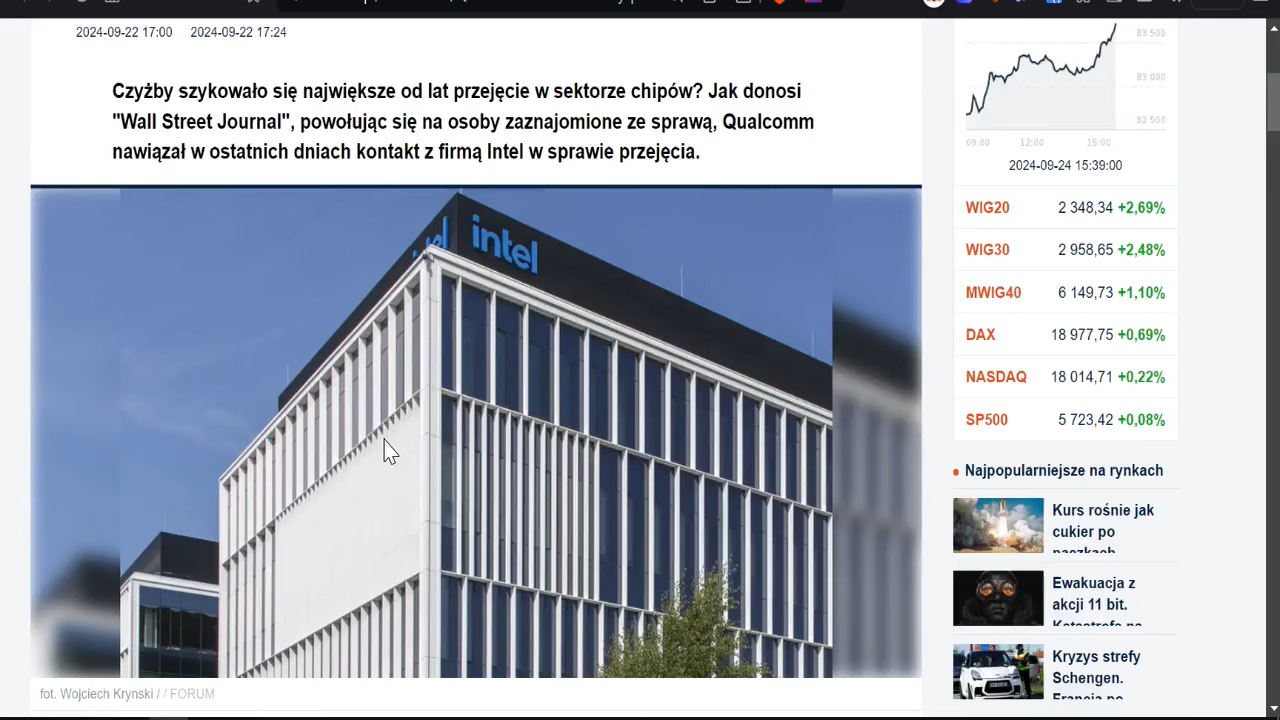 2024-09-22 17:00 2024-09-22 17:24
Czyżby szykowało się największe od lat przejęcie w sektorze chipów? Jak donosi
"Wall Street Journal", powołując się na osoby zaznajomione ze sprawą, Qualcomm
nawiązał w ostatnich dniach kontakt z firmą Intel w sprawie przejęcia.
intel
intel
fot. Wojciech Krynski / / FORUM
83 500
83 000
82 500
09:00 12:00 15:00
2024-09-24 15:39:00
WIG20 2 348,34 +2,69%
WIG30 2 958,65 +2,48%
MWIG40 6 149,73 +1,10%
DAX 18 977,75 +0,69%
NASDAQ 18 014,71 +0,22%
SP500 5 723,42 +0,08%
Najpopularniejsze na rynkach
Kurs rośnie jak
cukier po
pączkach
Ewakuacja z
akcji 11 bit.
Katastrofa na
Kryzys strefy
Schengen.
Francja po